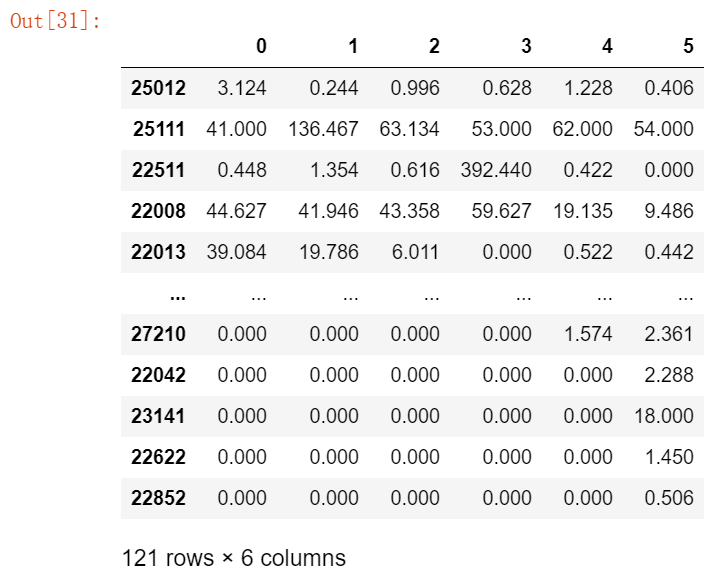 Out[31]:
0 1 2 3 4 5
25012 3.124 0.244 0.996 0.628 1.228 0.406
25111 41.000 136.467 63.134 53.000 62.000 54.000
22511 0.448 1.354 0.616 392.440 0.422 0.000
22008 44.627 41.946 43.358 59.627 19.135 9.486
22013 39.084 19.786 6.011 0.000 0.522 0.442
... ... ... ... ... ... ...
27210 0.000 0.000 0.000 0.000 1.574 2.361
22042 0.000 0.000 0.000 0.000 0.000 2.288
23141 0.000 0.000 0.000 0.000 0.000 18.000
22622 0.000 0.000 0.000 0.000 0.000 1.450
22852 0.000 0.000 0.000 0.000 0.000 0.506
121 rows × 6 columns